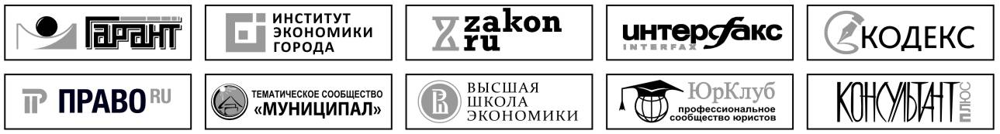 Гарант
ИНСТИТУТ
ЭКОНОМИКИ
ГОРОДА
zakon
ru
интерфакс
INTERFAX
КОДЕКС
ПРАВО RU
ТЕМАТИЧЕСКОЕ СООБЩЕСТВО
«МУНИЦИПАЛ»
ВЫСШАЯ
ШКОЛА
ЭКОНОМИКИ
ЮрКлуб
профессиональное
сообщество юристов
КОНСУЛЬТАНТ
ПЛЮС